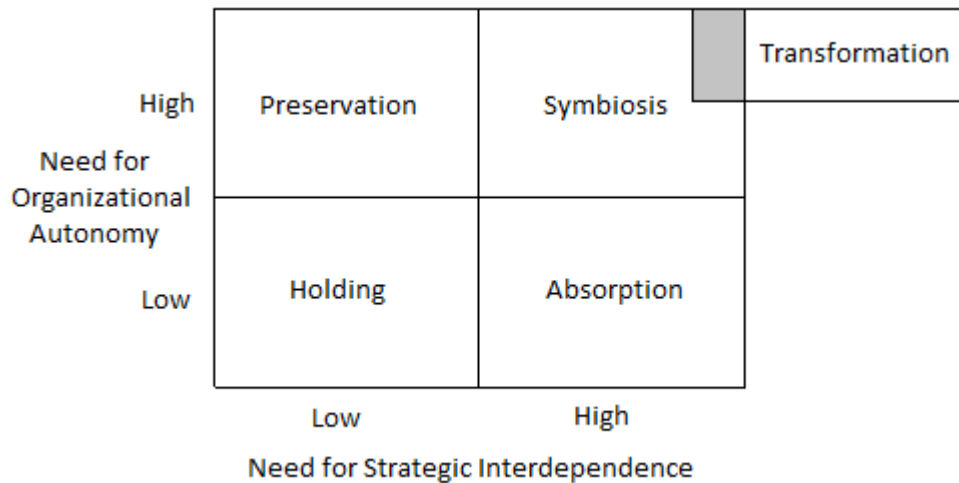 Transformation
High
Preservation
Symbiosis
Need for
Organizational
Autonomy
Low
Holding
Absorption
Low
High
Need for Strategic Interdependence